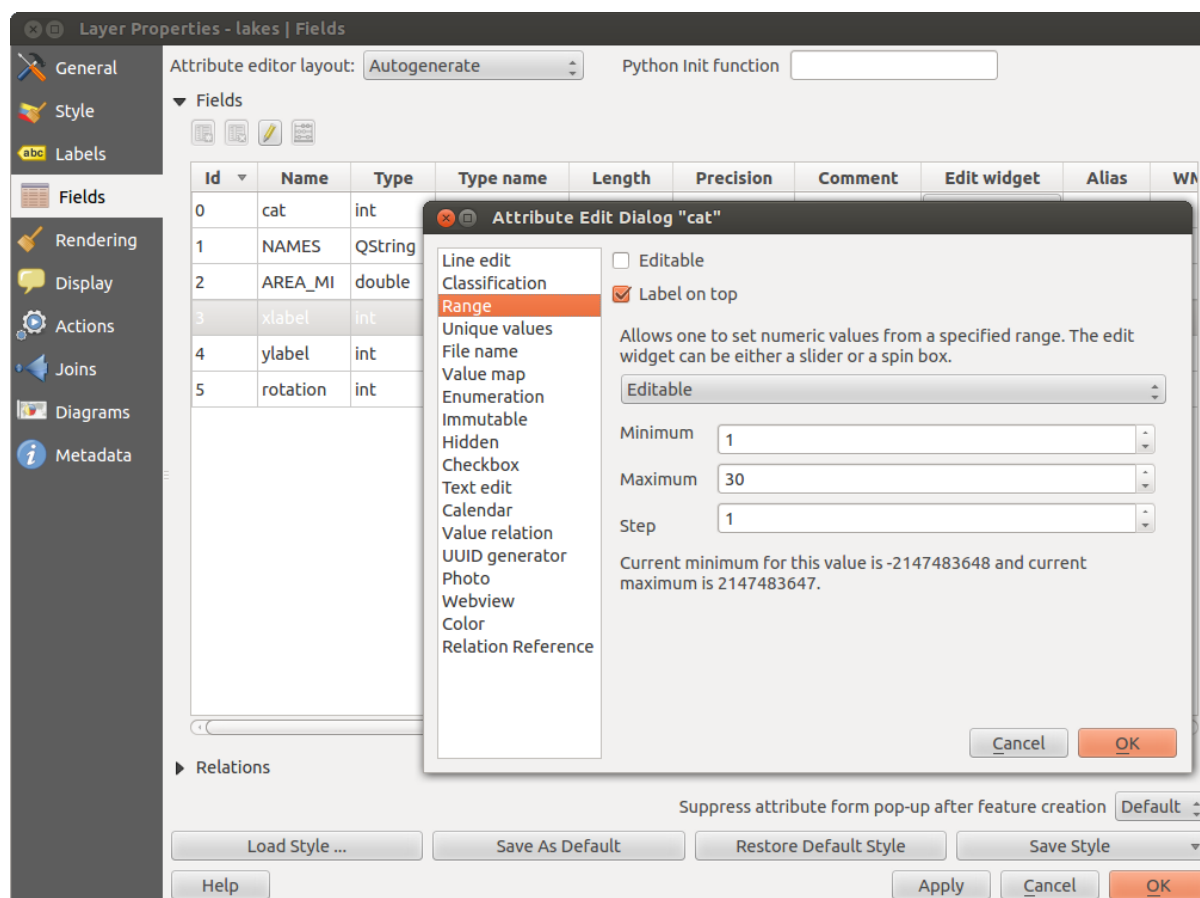 Layer Properties - lakes | Fields
General
Style
abc Labels
Fields
Rendering
Display
Actions
Joins
Diagrams
Metadata
Attribute editor layout: Autogenerate Python Init function
Fields
Id Name Type Type name Length Precision Comment Edit widget Alias WM
0 cat int
1 NAMES QString
2 AREA_MI double
3 xlabel int
4 ylabel int
5 rotation int
Attribute Edit Dialog "cat"
Line edit
Classification
Range
Unique values
File name
Value map
Enumeration
Immutable
Hidden
Checkbox
Text edit
Calendar
Value relation
UUID generator
Photo
Webview
Color
Relation Reference
Editable
Label on top
Allows one to set numeric values from a specified range. The edit
widget can be either a slider or a spin box.
Editable
Minimum 1
Maximum 30
Step 1
Current minimum for this value is -2147483648 and current
maximum is 2147483647.
Cancel OK
Relations
Suppress attribute form pop-up after feature creation Default
Load Style ... Save As Default Restore Default Style Save Style
Help Apply Cancel OK